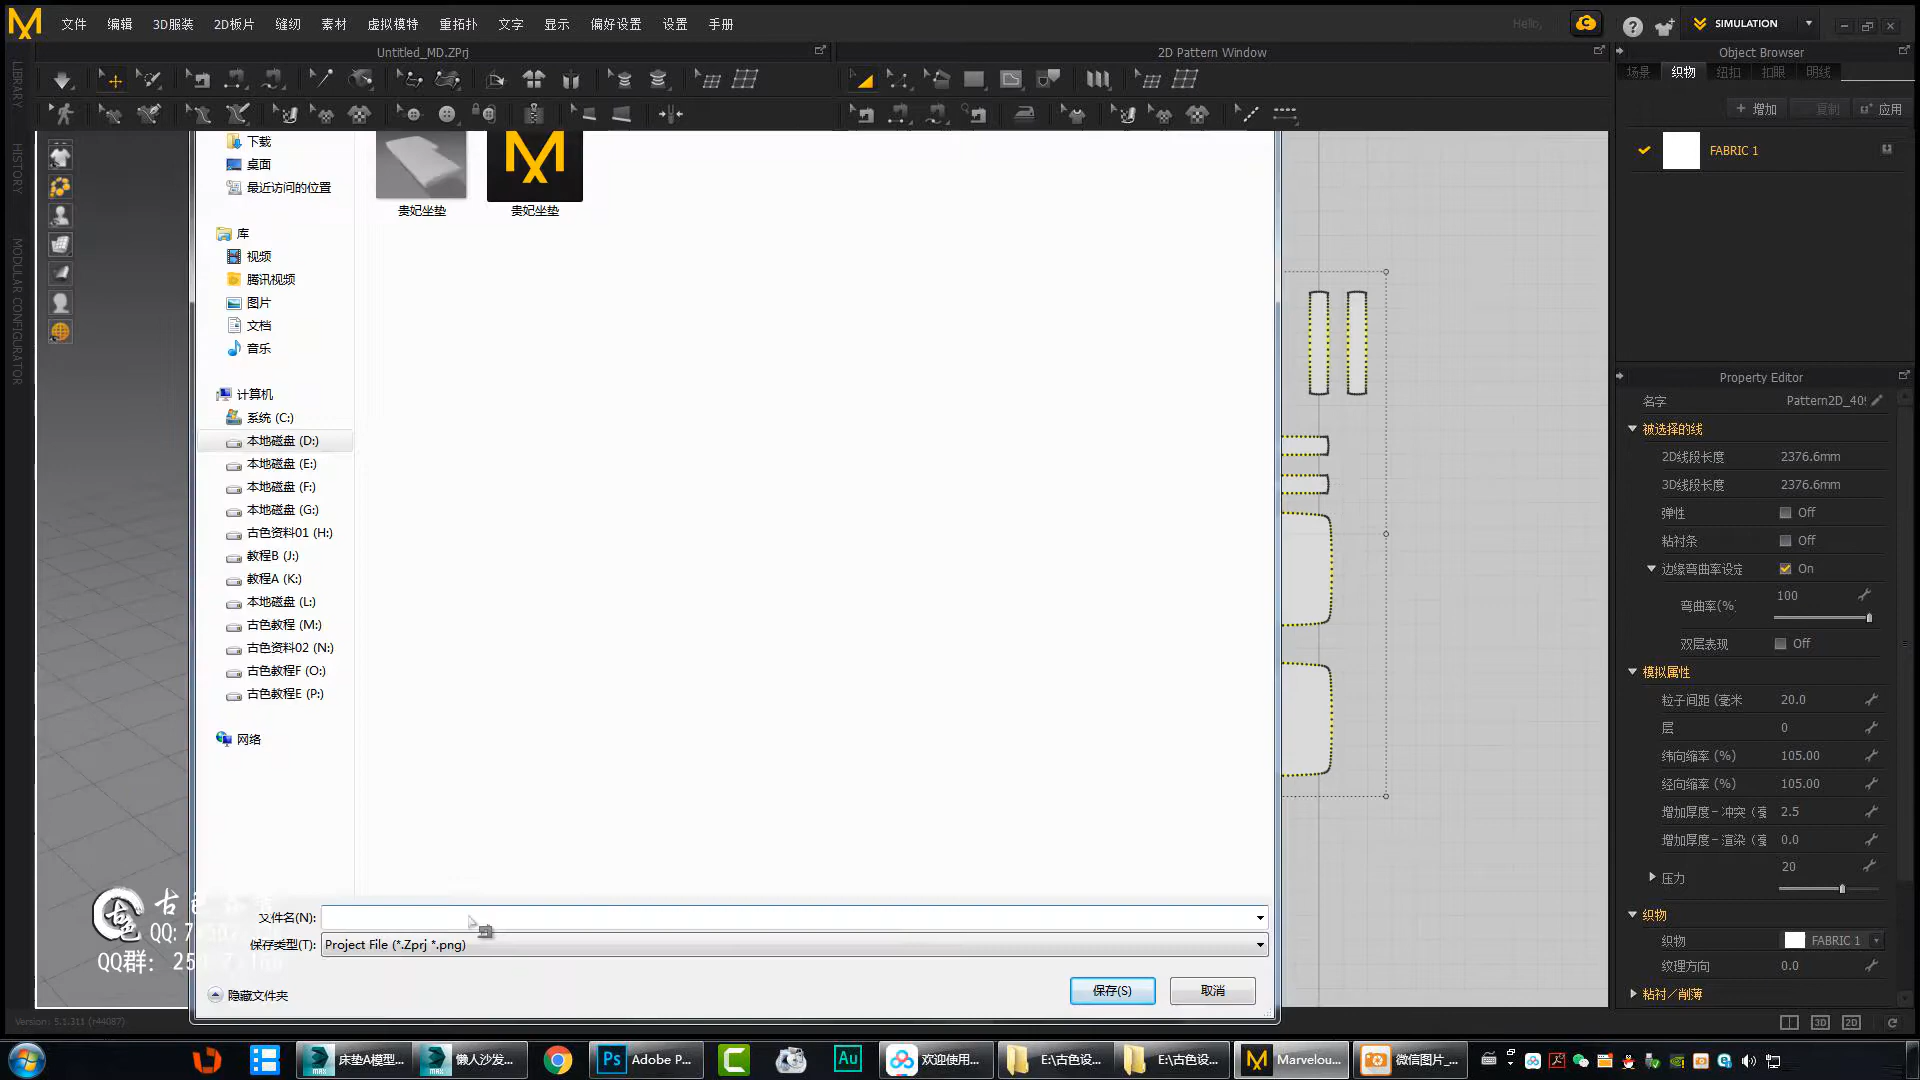 文件 编辑 3D服装 2D板片 缝纫 素材 虚拟模特 重拓扑 文字 显示 偏好设置 设置 手册
Hello,
SIMULATION
Untitled_MD.ZPrj
2D Pattern Window
Object Browser
场景 织物 纽扣 扣眼 明线
+ 增加 复制 应用
FABRIC 1
LIBRARY
HISTORY
MODULAR CONFIGURATOR
下载
桌面
最近访问的位置
库
视频
腾讯视频
图片
文档
音乐
计算机
系统 (C:)
本地磁盘 (D:)
本地磁盘 (E:)
本地磁盘 (F:)
本地磁盘 (G:)
古色资料01 (H:)
教程B (J:)
教程A (K:)
本地磁盘 (L:)
古色教程 (M:)
古色资料02 (N:)
古色教程F (O:)
古色教程E (P:)
网络
贵妃坐垫
贵妃坐垫
文件名(N):
保存类型(T): Project File (*.Zprj *.png)
隐藏文件夹
保存(S)
取消
Property Editor
名字 Pattern2D_409
被选择的线
2D线段长度 2376.6mm
3D线段长度 2376.6mm
弹性 Off
粘衬条 Off
边缘弯曲率设定 On
弯曲率(%) 100
双层表现 Off
模拟属性
粒子间距 (毫米 20.0
层 0
纬向缩率 (%) 105.00
经向缩率 (%) 105.00
增加厚度－冲突（毫 2.5
增加厚度－渲染（毫 0.0
压力 20
织物
织物 FABRIC 1
纹理方向 0.0
粘衬／削薄
3D 2D
古
QQ:7
QQ群:
Version: 5.1.311 (r44087)
床垫A模型...
懒人沙发...
Adobe P...
欢迎使用...
E:\古色设...
E:\古色设...
Marvelou...
微信图片_...